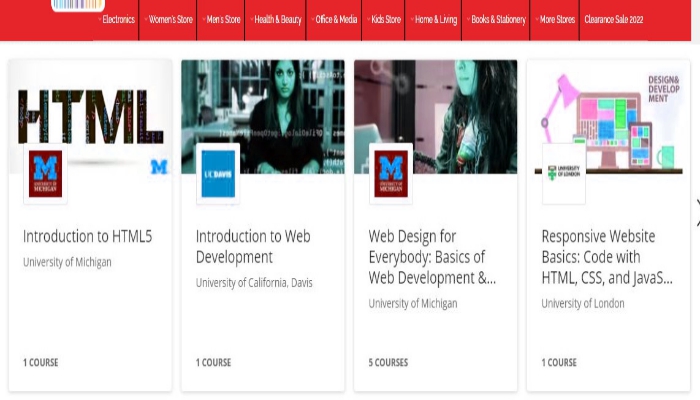 Electronics
Women's Store
Men's Store
Health & Beauty
Office & Media
Kids Store
Home & Living
Books & Stationery
More Stores
Clearance Sale 2022
HTML
DESIGN&
DEVELOP
MENT
UNIVERSITY OF
MICHIGAN
UC DAVIS
UNIVERSITY OF
MICHIGAN
UNIVERSITY
OF LONDON
Introduction to HTML5
University of Michigan
1 COURSE
Introduction to Web
Development
University of California, Davis
1 COURSE
Web Design for
Everybody: Basics of
Web Development &...
University of Michigan
5 COURSES
Responsive Website
Basics: Code with
HTML, CSS, and JavaS...
University of London
1 COURSE